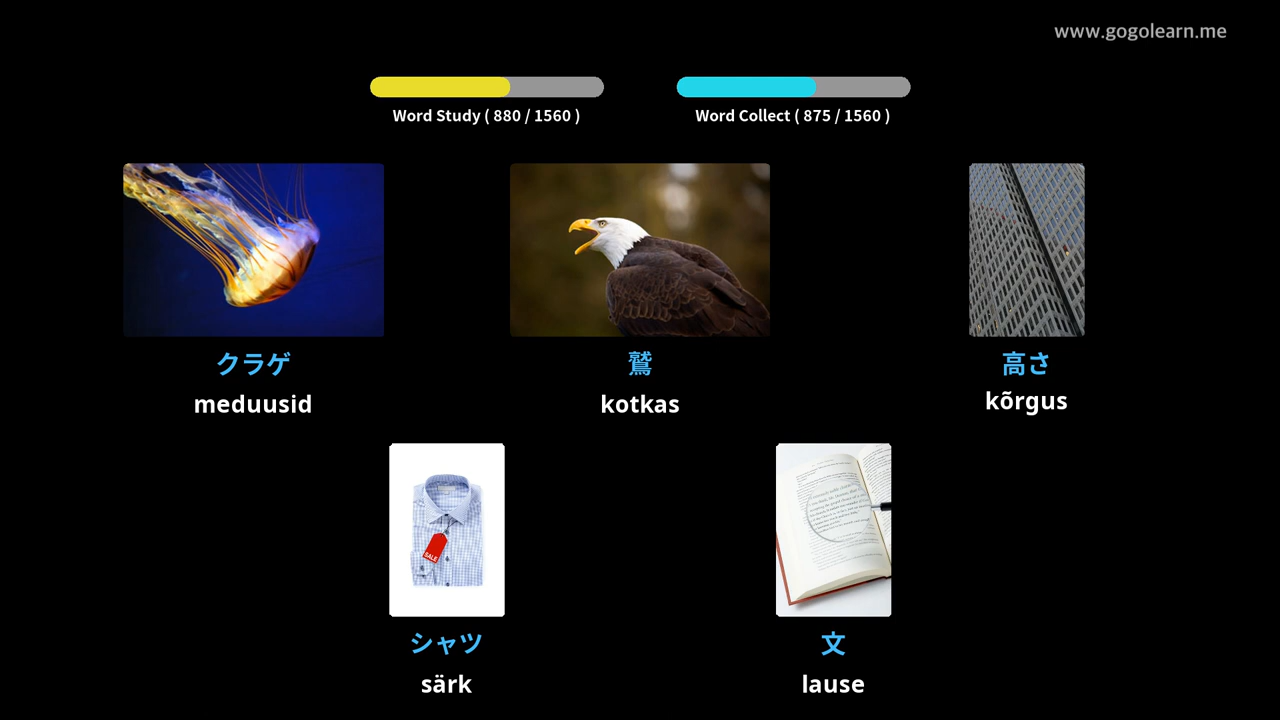 www.gogolearn.me
Word Study ( 880 / 1560 )
Word Collect ( 875 / 1560 )
クラゲ
鷲
高さ
meduusid
kotkas
kõrgus
SALE
シャツ
文
särk
lause